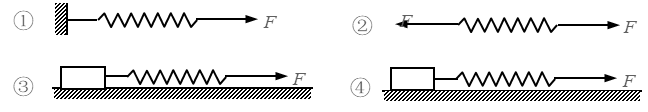 ① F ② F F
③ F ④ F